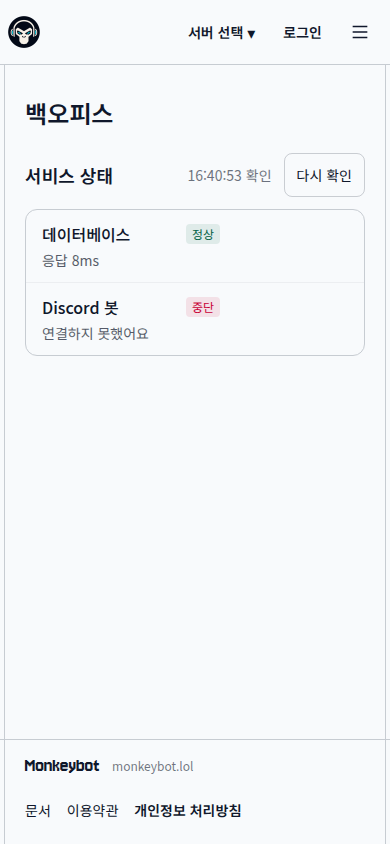 서버 선택 ▾ 로그인
백오피스
서비스 상태 16:40:53 확인 다시 확인
데이터베이스 정상
응답 8ms
Discord 봇 중단
연결하지 못했어요
Monkeybot monkeybot.lol
문서 이용약관 개인정보 처리방침